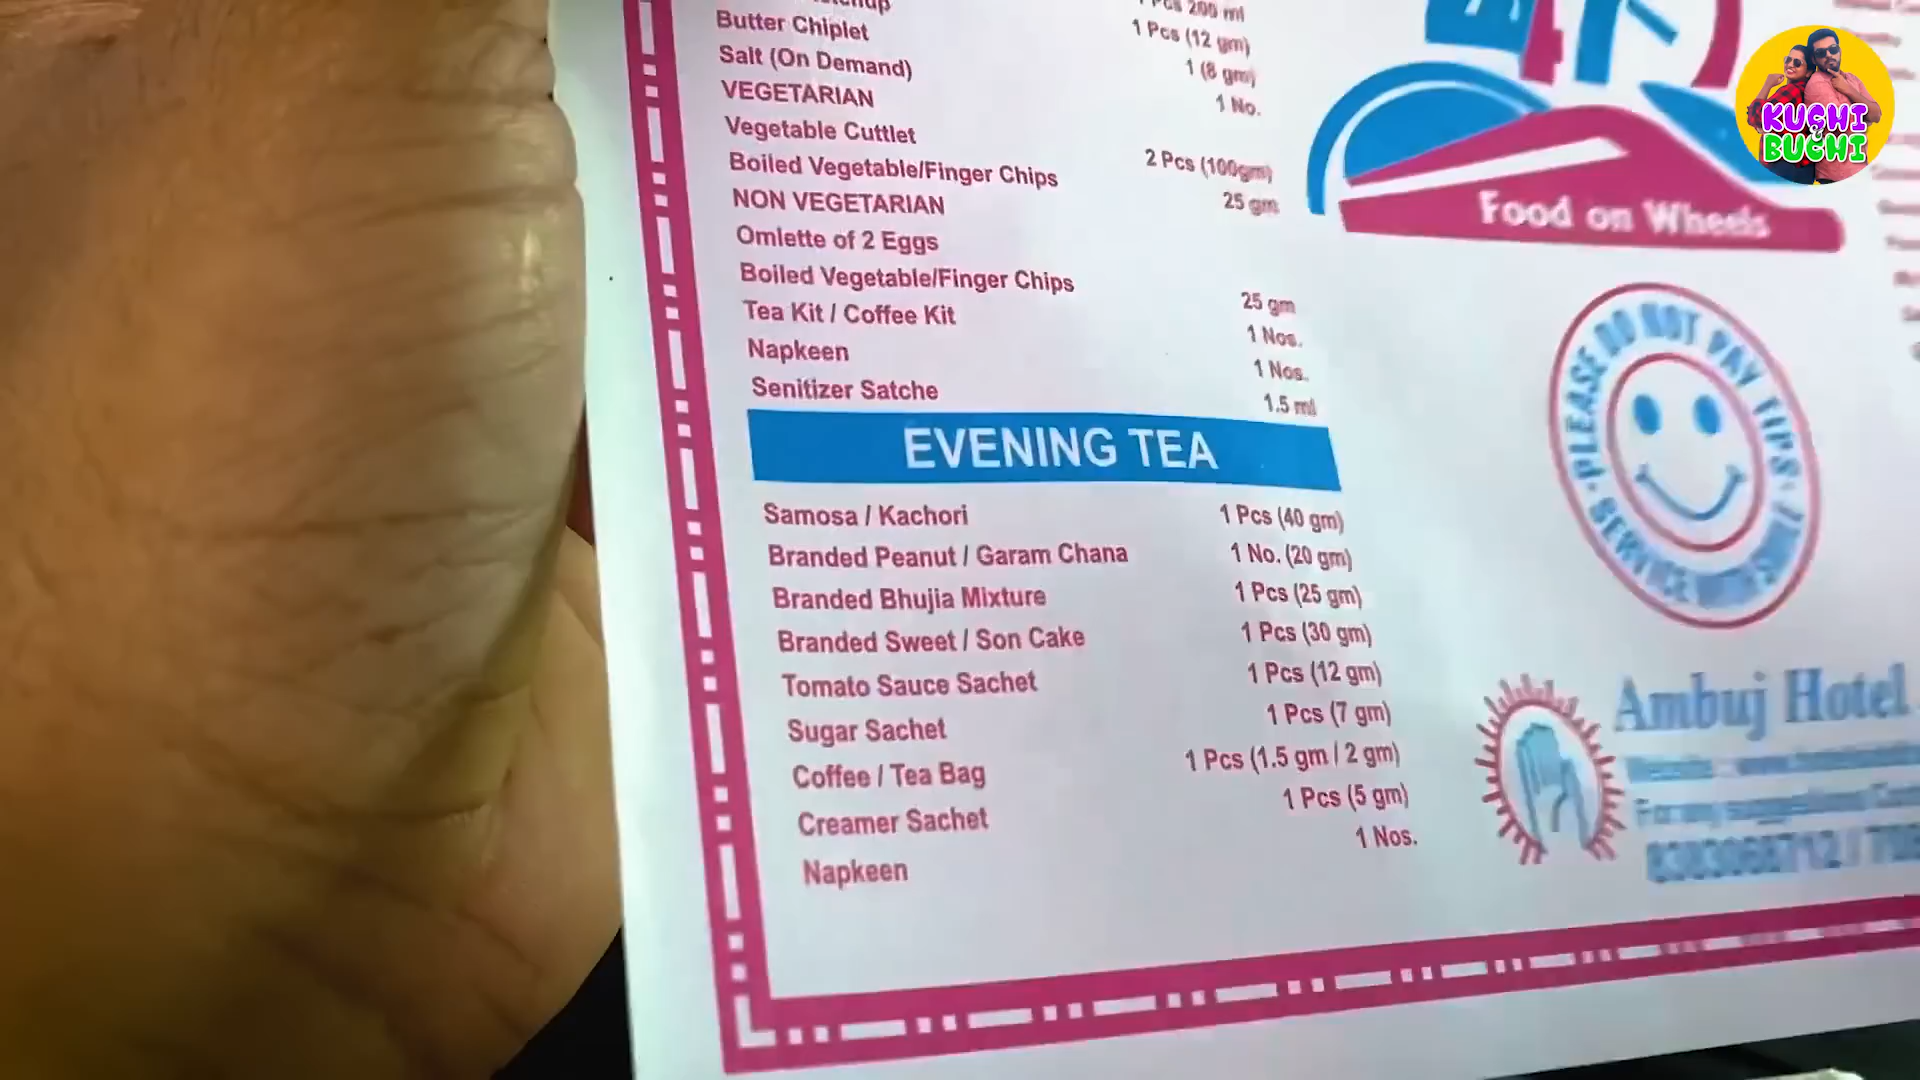 Butter Chiplet 1 Pcs (12 gm)
Salt (On Demand) 1 (8 gm)
VEGETARIAN 1 No.
Vegetable Cuttlet
Boiled Vegetable/Finger Chips 2 Pcs (100gm)
NON VEGETARIAN 25 gm
Omlette of 2 Eggs
Boiled Vegetable/Finger Chips
Tea Kit / Coffee Kit 25 gm
Napkeen 1 Nos.
Senitizer Satche 1 Nos.
1.5 ml
EVENING TEA
Samosa / Kachori 1 Pcs (40 gm)
Branded Peanut / Garam Chana 1 No. (20 gm)
Branded Bhujia Mixture 1 Pcs (25 gm)
Branded Sweet / Son Cake 1 Pcs (30 gm)
Tomato Sauce Sachet 1 Pcs (12 gm)
Sugar Sachet 1 Pcs (7 gm)
Coffee / Tea Bag 1 Pcs (1.5 gm / 2 gm)
Creamer Sachet 1 Pcs (5 gm)
Napkeen 1 Nos.
Food on Wheels
PLEASE DO NOT PAY TIPS
SERVICE WITH SMILE
Ambuj Hotel
For any suggestions
KUCHI
&
BUCHI